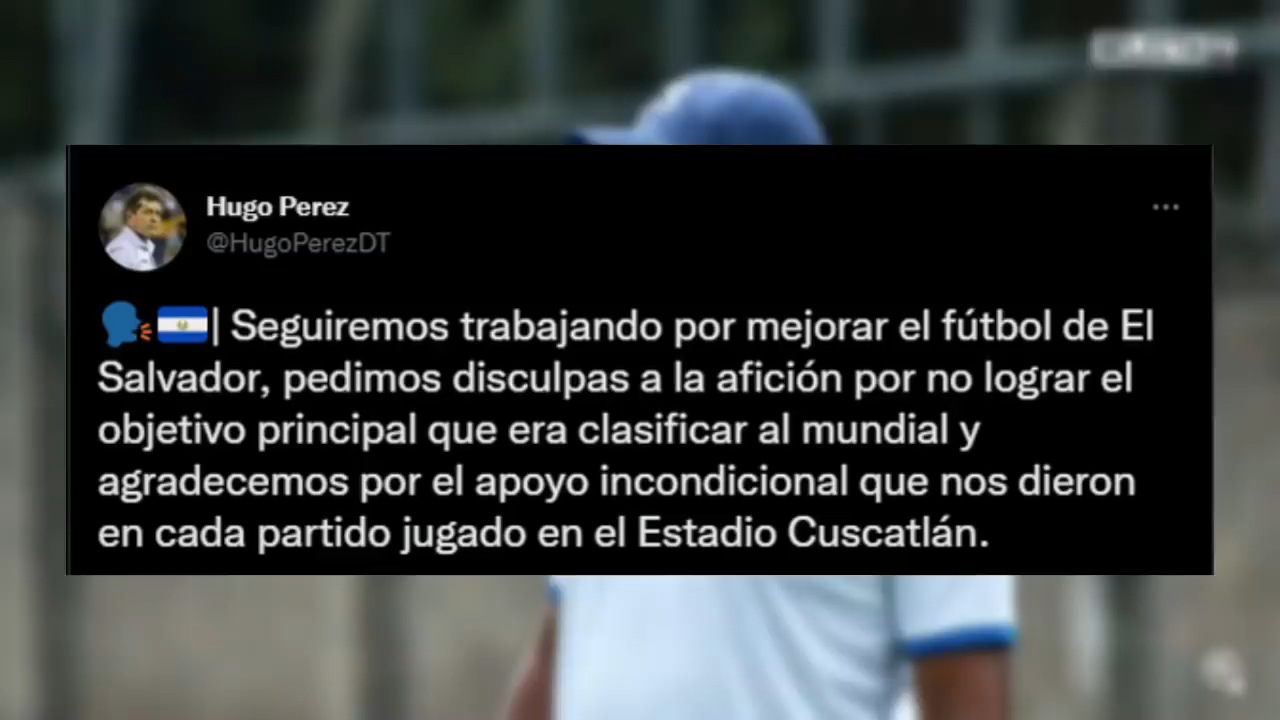 Hugo Perez
@HugoPerezDT
🗣️🇸🇻| Seguiremos trabajando por mejorar el fútbol de El
Salvador, pedimos disculpas a la afición por no lograr el
objetivo principal que era clasificar al mundial y
agradecemos por el apoyo incondicional que nos dieron
en cada partido jugado en el Estadio Cuscatlán.